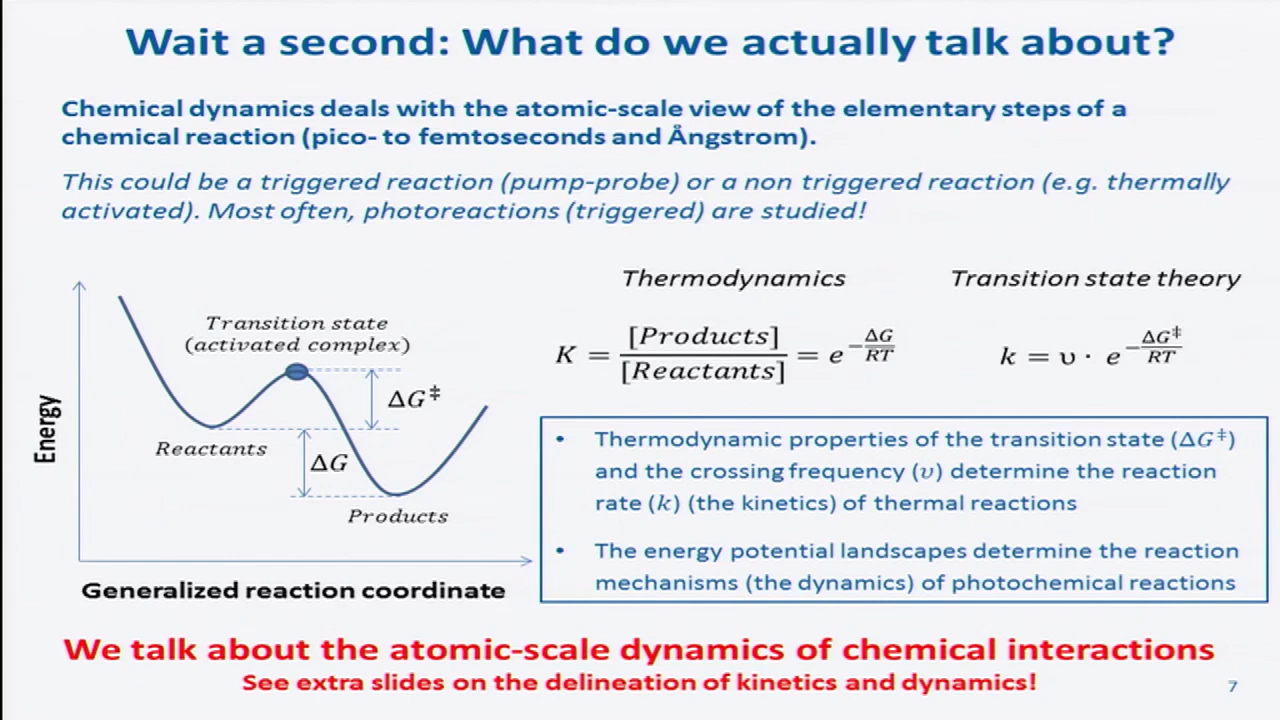 Wait a second: What do we actually talk about?
Chemical dynamics deals with the atomic-scale view of the elementary steps of a
chemical reaction (pico- to femtoseconds and Ångstrom).
This could be a triggered reaction (pump-probe) or a non triggered reaction (e.g. thermally
activated). Most often, photoreactions (triggered) are studied!
Energy
Transition state
(activated complex)
ΔG‡
Reactants
ΔG
Products
Generalized reaction coordinate
Thermodynamics
K = [Products] / [Reactants] = e^(−ΔG/RT)
Transition state theory
k = υ · e^(−ΔG‡/RT)
• Thermodynamic properties of the transition state (ΔG‡)
and the crossing frequency (υ) determine the reaction
rate (k) (the kinetics) of thermal reactions
• The energy potential landscapes determine the reaction
mechanisms (the dynamics) of photochemical reactions
We talk about the atomic-scale dynamics of chemical interactions
See extra slides on the delineation of kinetics and dynamics!
7